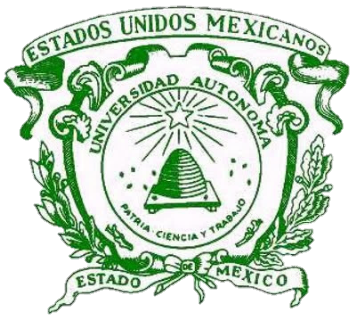 ESTADOS UNIDOS MEXICANOS
UNIVERSIDAD AUTONOMA
PATRIA · CIENCIA Y TRABAJO
ESTADO DE MEXICO